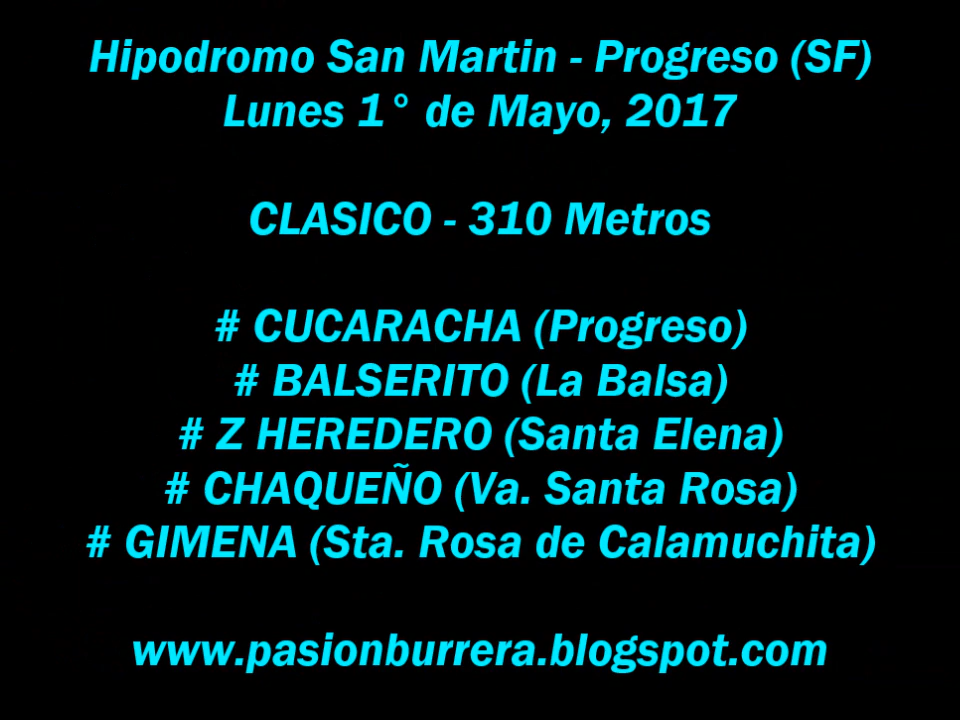 Hipodromo San Martin - Progreso (SF)
Lunes 1° de Mayo, 2017
CLASICO - 310 Metros
# CUCARACHA (Progreso)
# BALSERITO (La Balsa)
# Z HEREDERO (Santa Elena)
# CHAQUEÑO (Va. Santa Rosa)
# GIMENA (Sta. Rosa de Calamuchita)
www.pasionburrera.blogspot.com